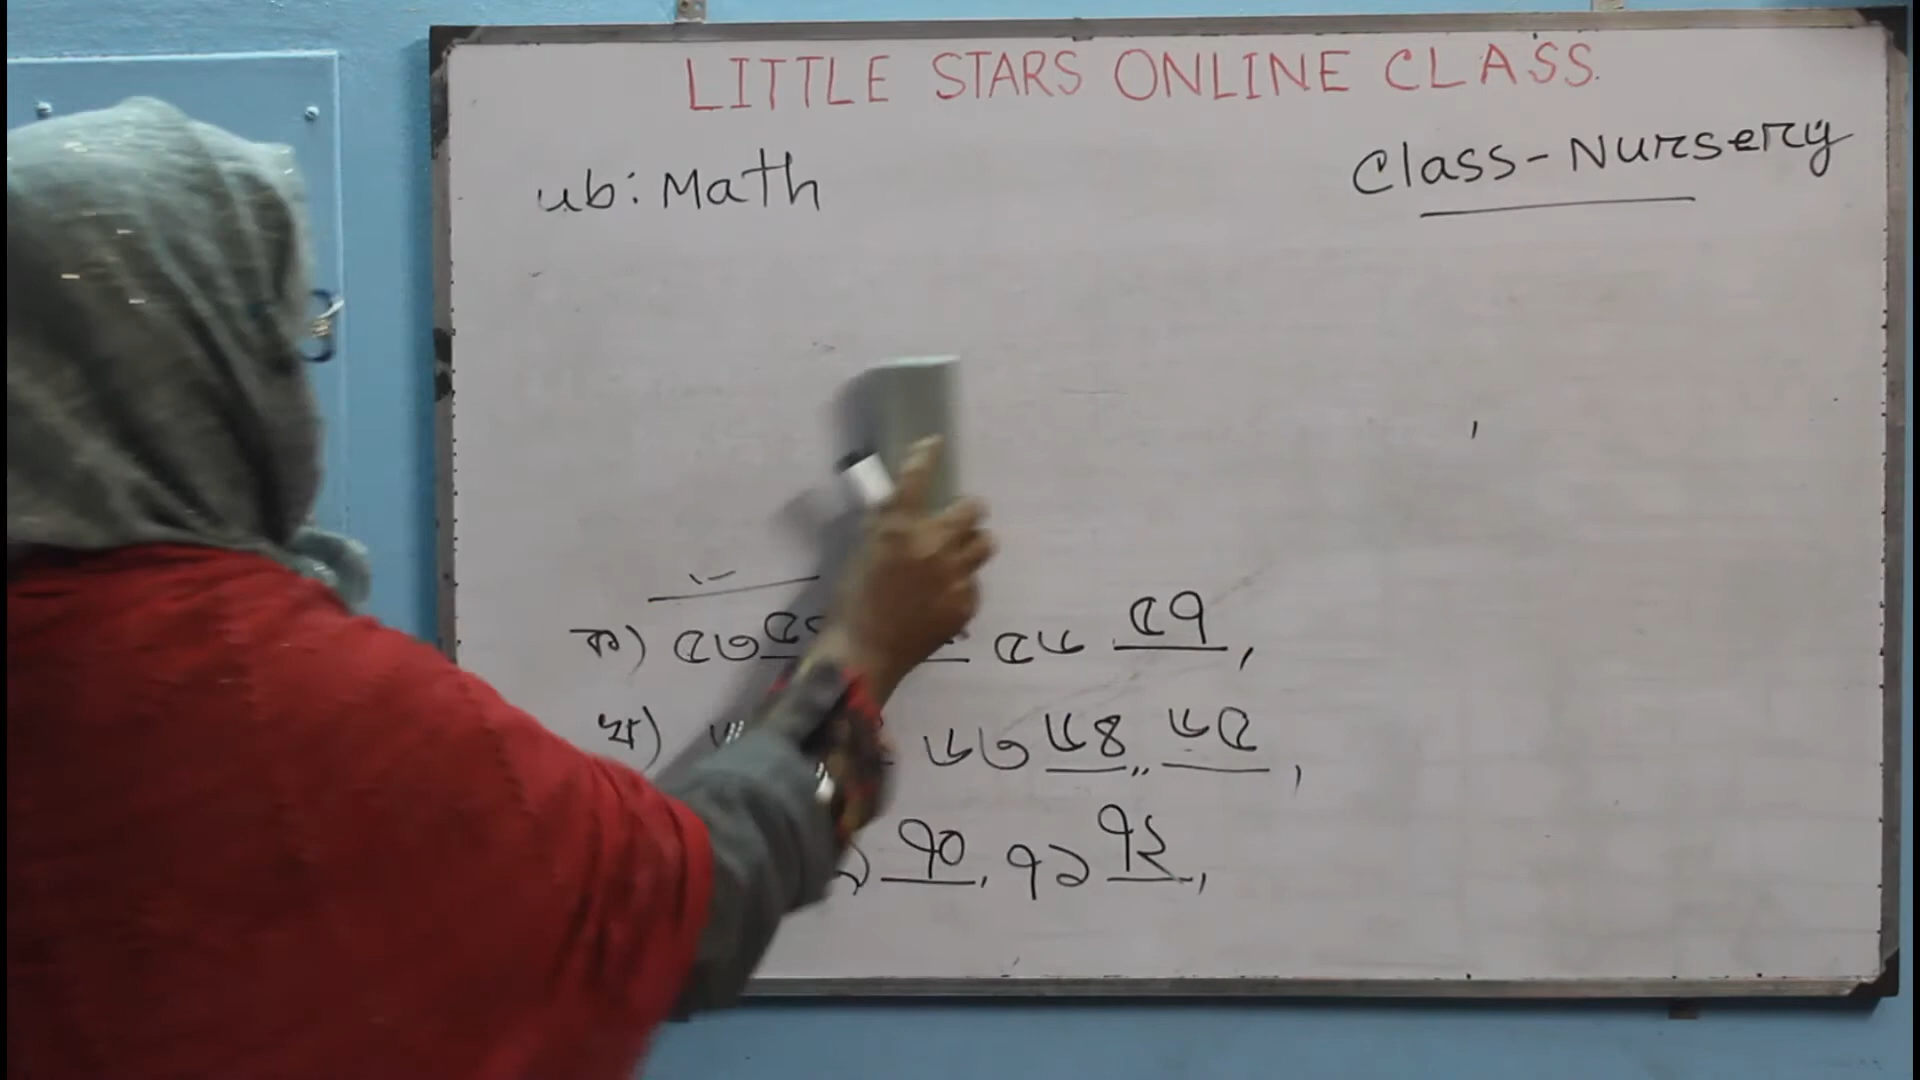 LITTLE STARS ONLINE CLASS.
ub: Math
Class-Nursery
ক) ৫৩ ৫৬ ৫৭,
খ) ৬৩ ৬৪,, ৬৫,
৭০, ৭১ ৭২,